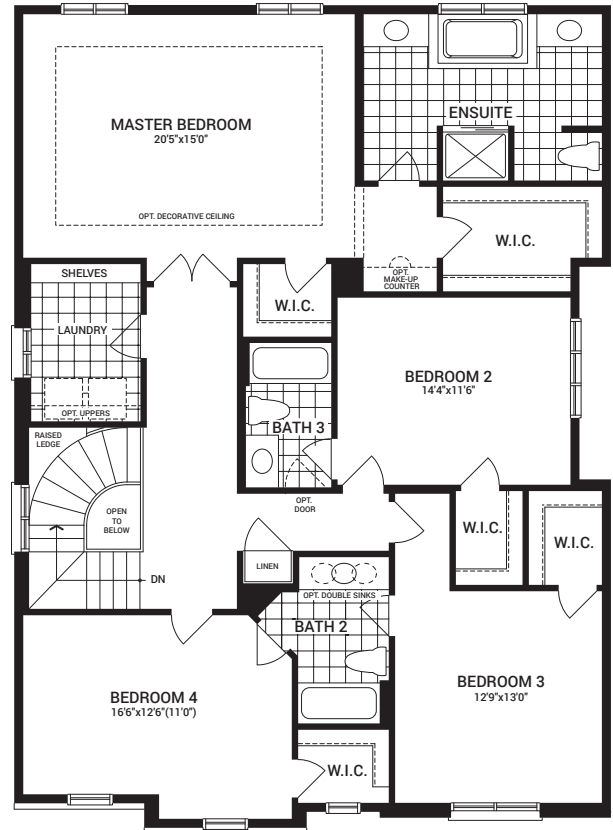 ENSUITE
MASTER BEDROOM
20'5"x15'0"
OPT. DECORATIVE CEILING
W.I.C.
OPT.
MAKE-UP
COUNTER
SHELVES
W.I.C.
LAUNDRY
OPT. UPPERS
BEDROOM 2
14'4"x11'6"
BATH 3
RAISED
LEDGE
OPEN
TO
BELOW
OPT.
DOOR
W.I.C.
W.I.C.
DN
LINEN
OPT. DOUBLE SINKS
BATH 2
BEDROOM 4
16'6"x12'6"(11'0")
BEDROOM 3
12'9"x13'0"
W.I.C.